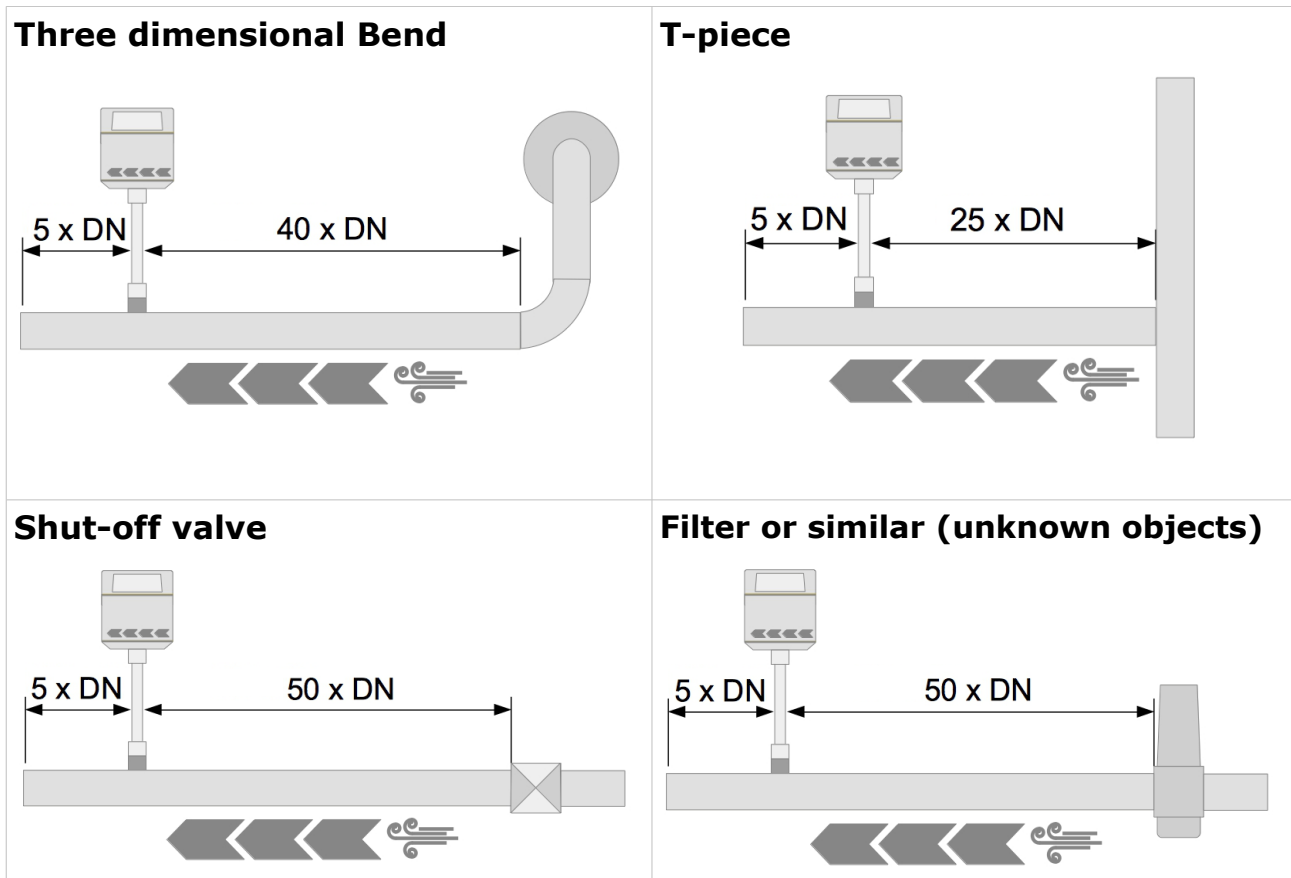 Three dimensional Bend
5 x DN
40 x DN
T-piece
5 x DN
25 x DN
Shut-off valve
5 x DN
50 x DN
Filter or similar (unknown objects)
5 x DN
50 x DN